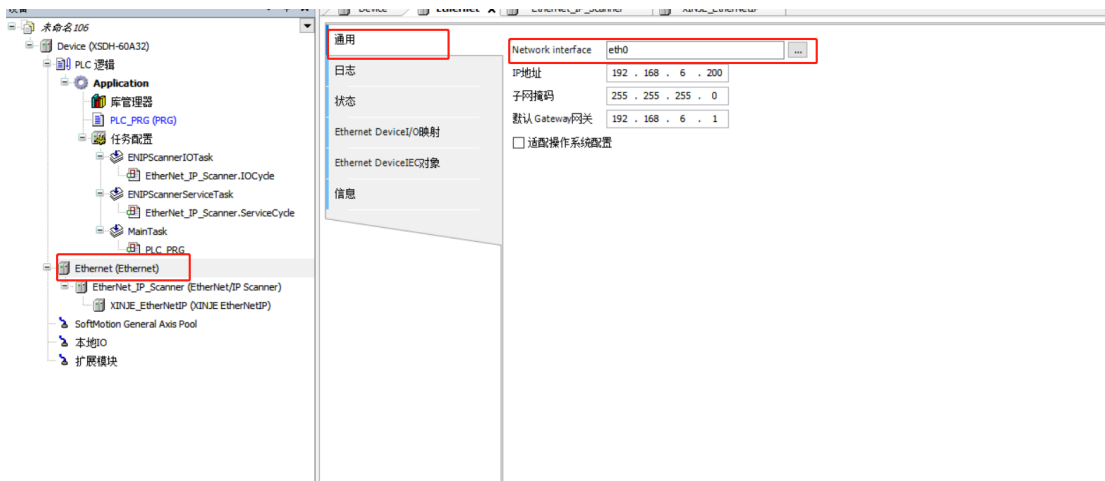 未命名106
Device (XSDH-60A32)
PLC 逻辑
Application
库管理器
PLC_PRG (PRG)
任务配置
ENIPScannerIOTask
EtherNet_IP_Scanner.IOCycle
ENIPScannerServiceTask
EtherNet_IP_Scanner.ServiceCycle
MainTask
PLC_PRG
Ethernet (Ethernet)
EtherNet_IP_Scanner (EtherNet/IP Scanner)
XINJE_EtherNetIP (XINJE EtherNetIP)
SoftMotion General Axis Pool
本地IO
扩展模块
通用
日志
状态
Ethernet DeviceI/O映射
Ethernet DeviceIEC对象
信息
Network interface eth0 ...
IP地址 192 . 168 . 6 . 200
子网掩码 255 . 255 . 255 . 0
默认Gateway网关 192 . 168 . 6 . 1
适配操作系统配置